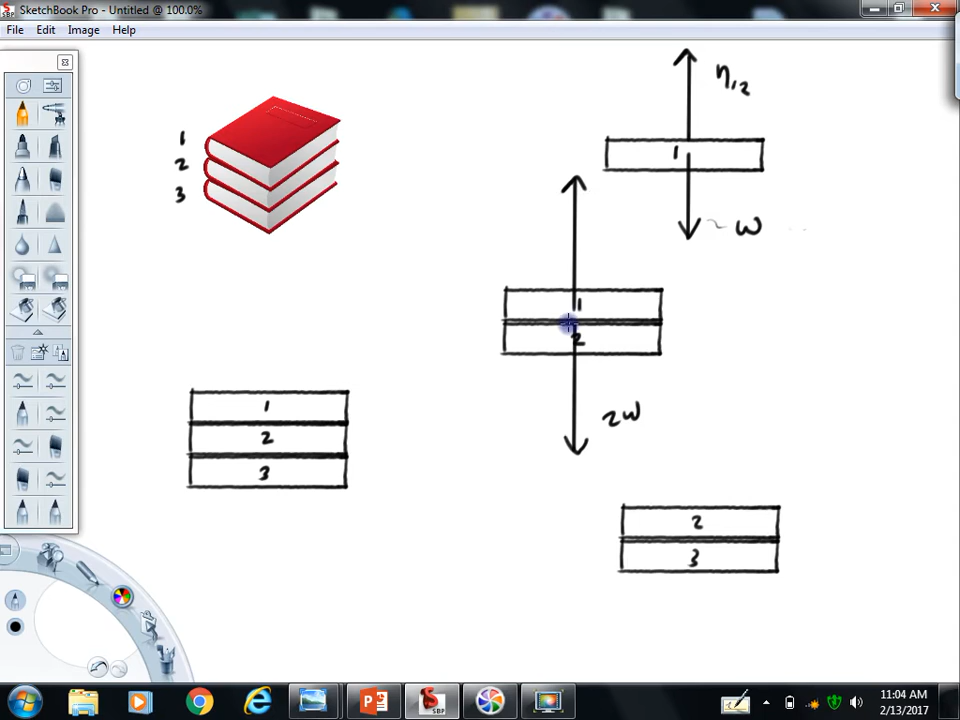 SketchBook Pro - Untitled @ 100.0%
File Edit Image Help
η12
1
1
2
3
w
1
2
2w
1
2
3
2
3
SBP
11:04 AM
2/13/2017